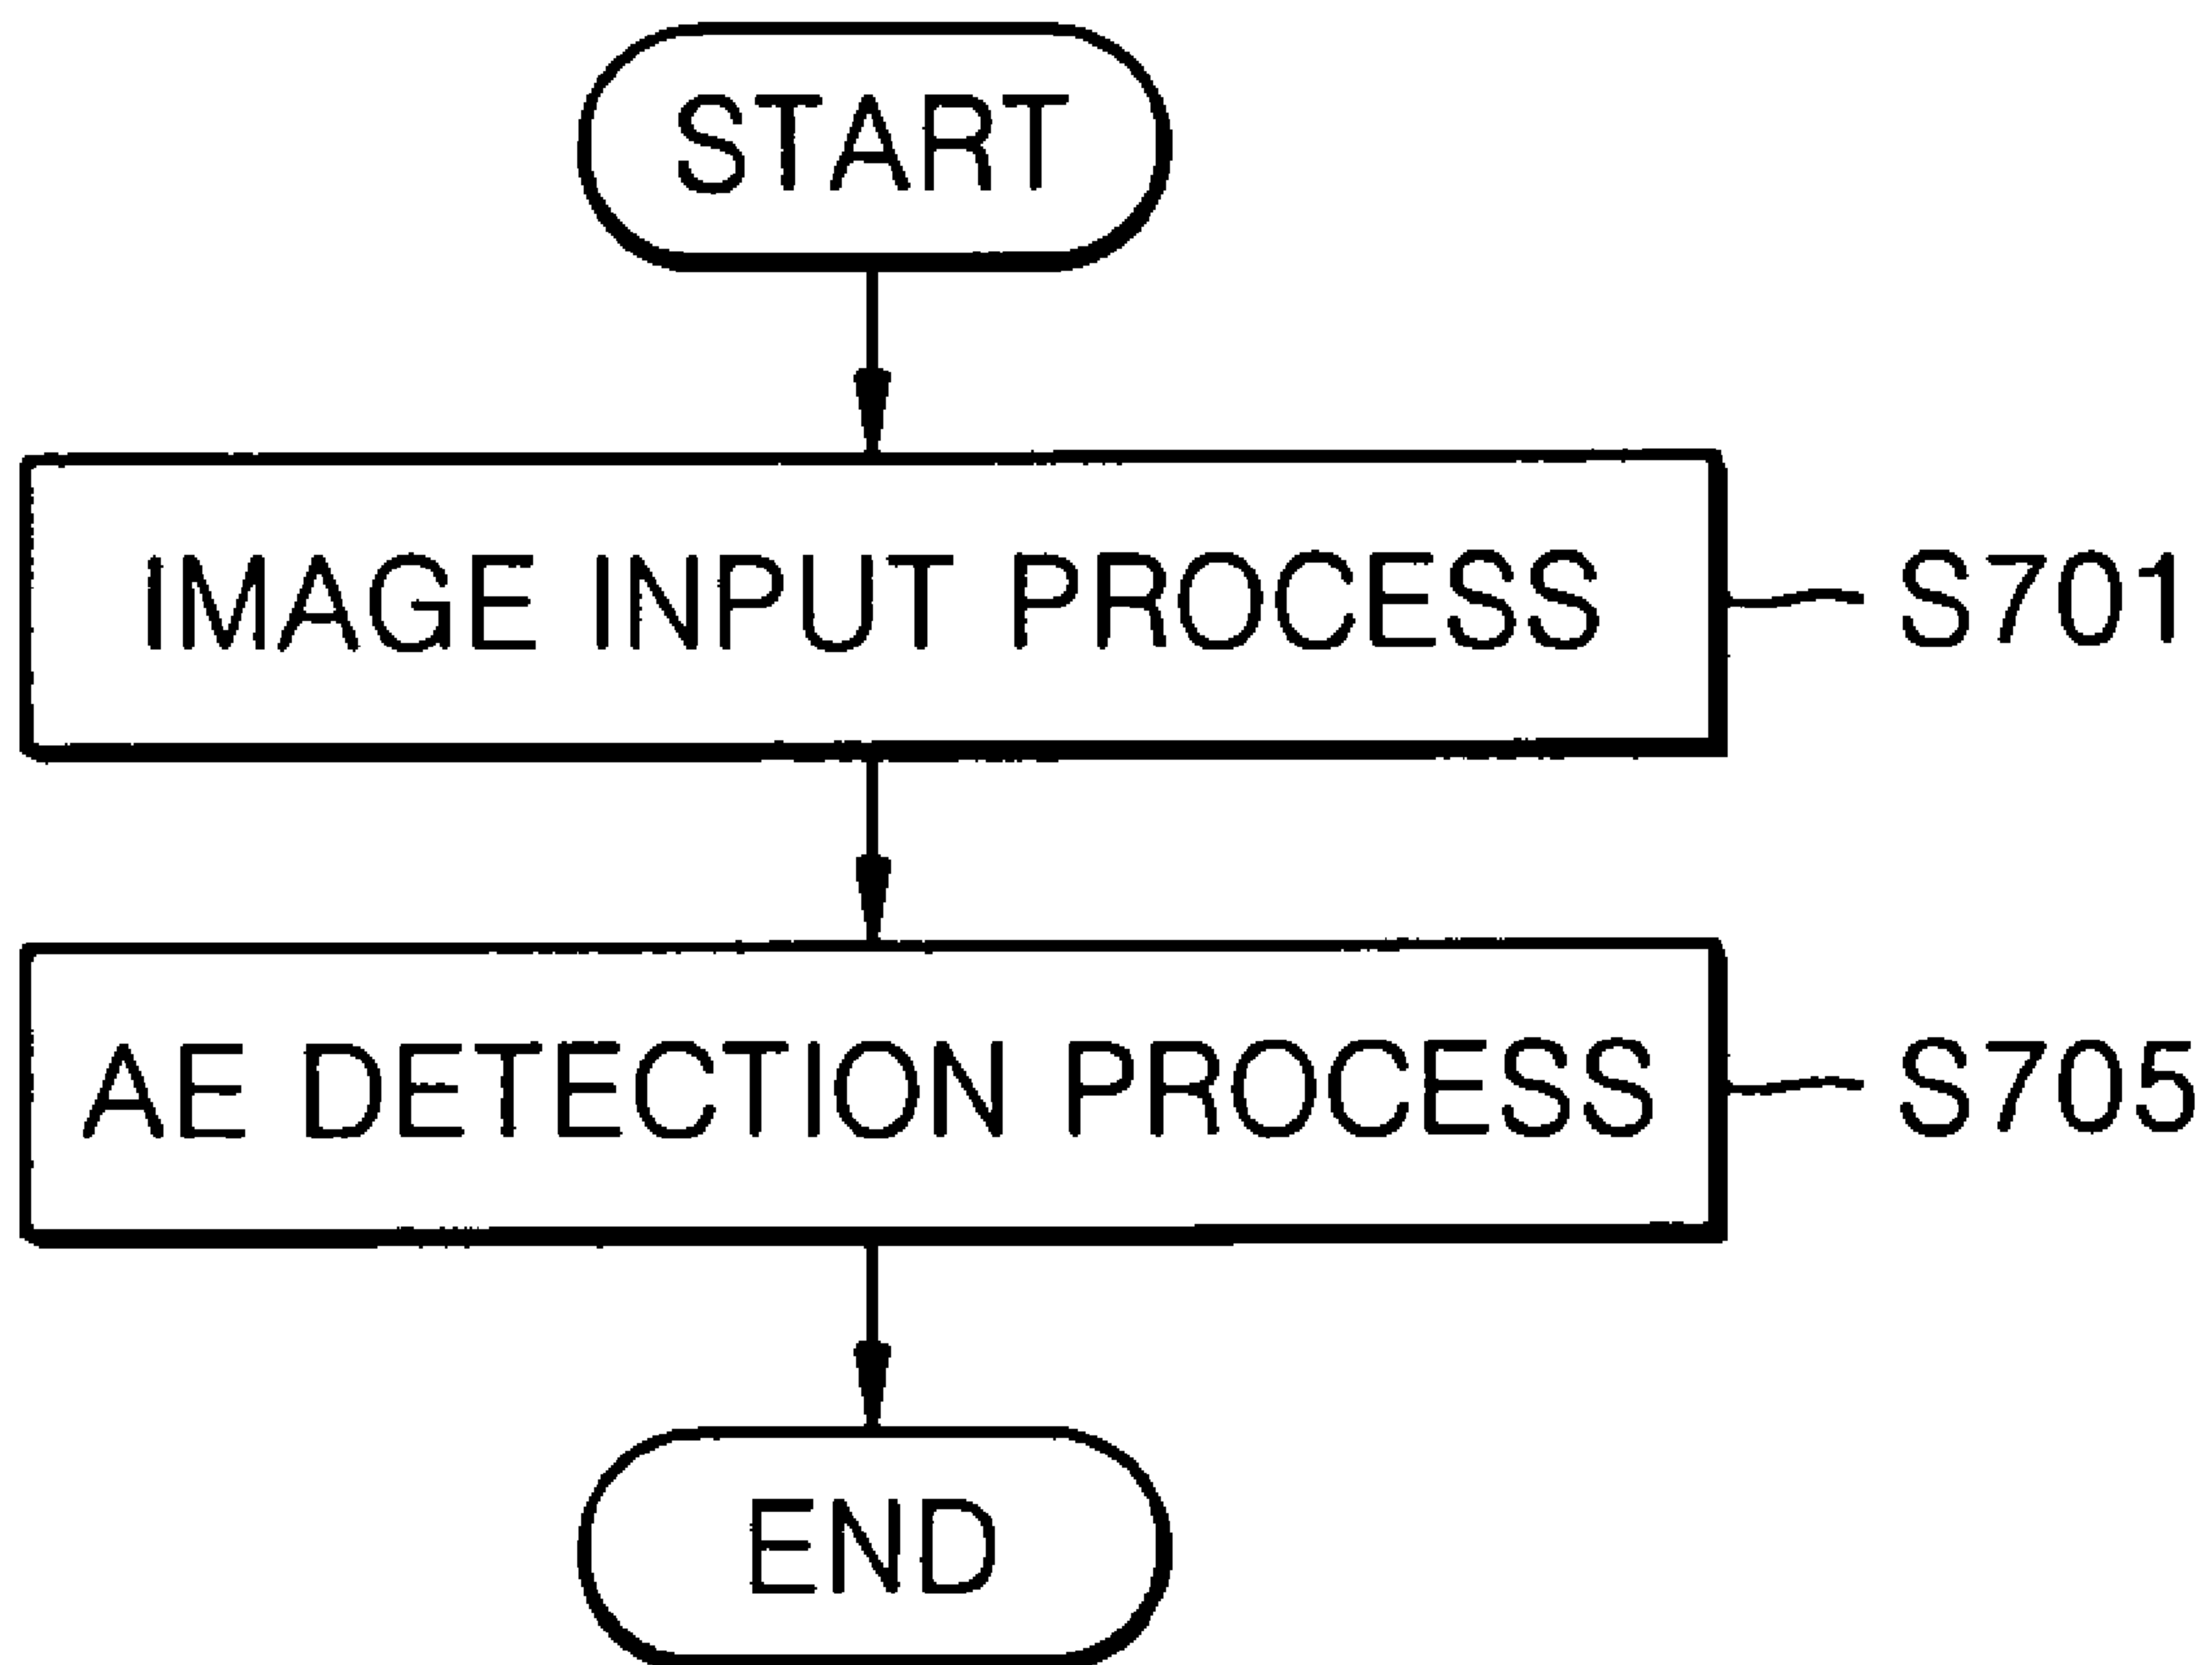 START
IMAGE INPUT PROCESS
S701
AE DETECTION PROCESS
S705
END